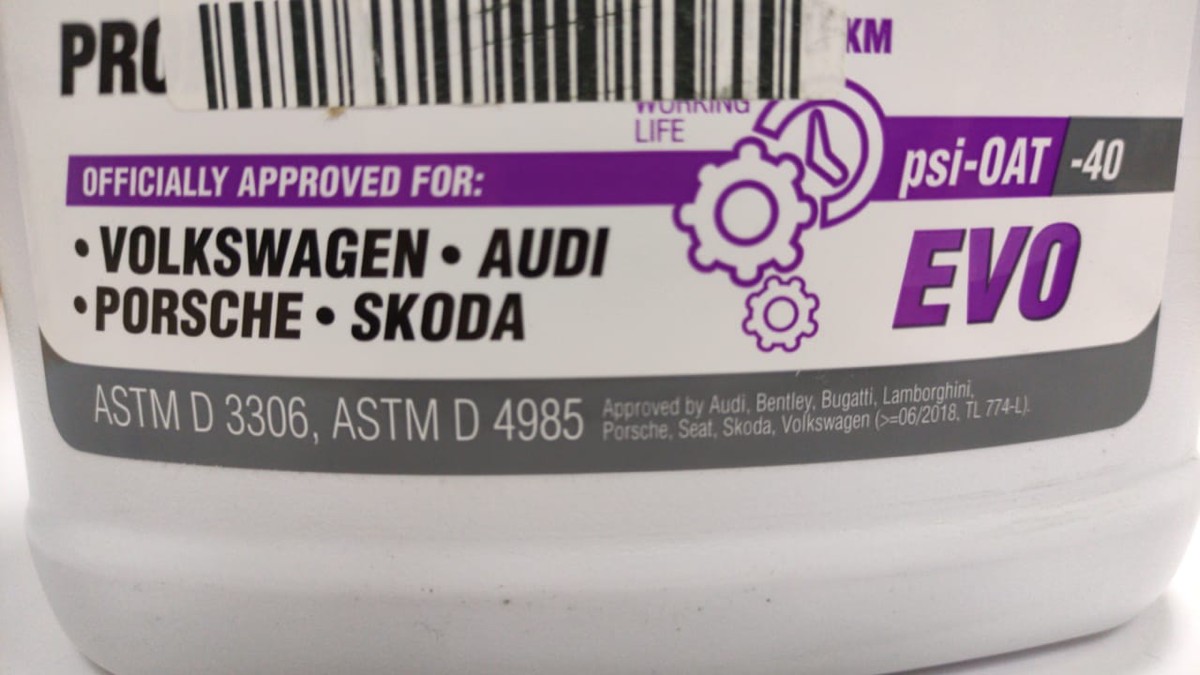 KM
WORKING
LIFE
OFFICIALLY APPROVED FOR:
psi-OAT -40
• VOLKSWAGEN • AUDI
• PORSCHE • SKODA
EVO
ASTM D 3306, ASTM D 4985
Approved by Audi, Bentley, Bugatti, Lamborghini,
Porsche, Seat, Skoda, Volkswagen (>=06/2018, TL 774-L).